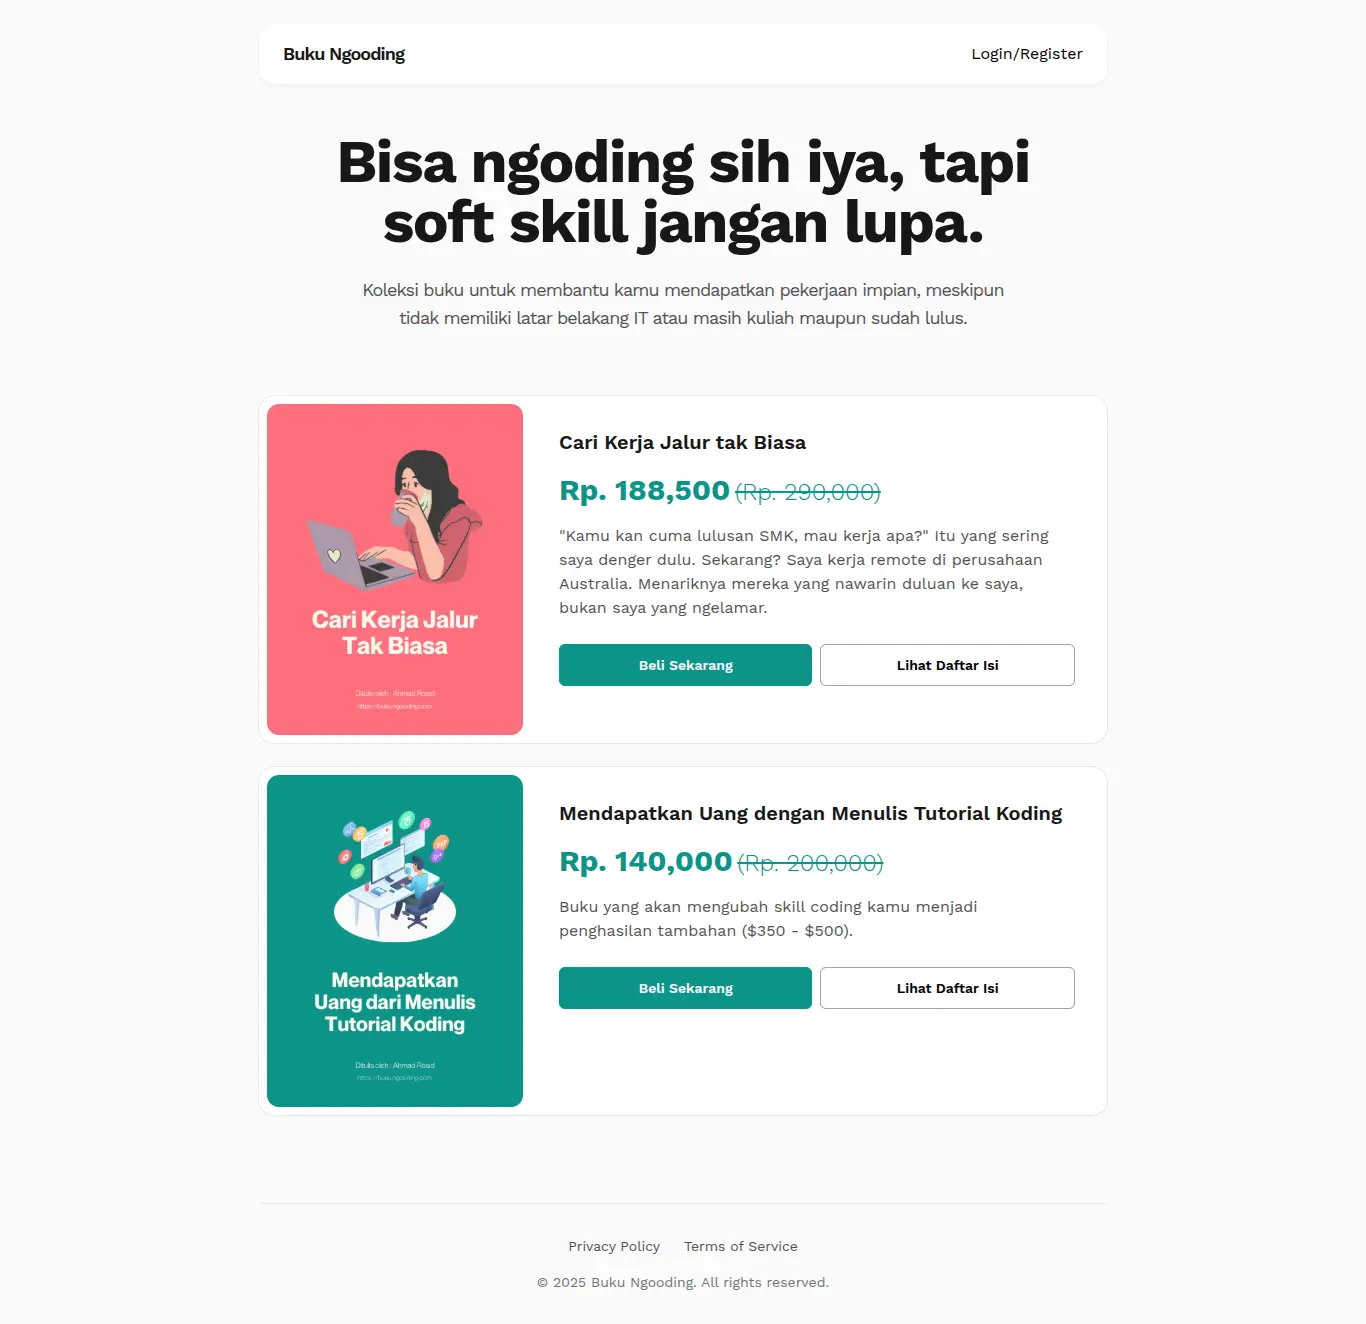 Buku Ngooding
Login/Register
Bisa ngoding sih iya, tapi
soft skill jangan lupa.
Koleksi buku untuk membantu kamu mendapatkan pekerjaan impian, meskipun
tidak memiliki latar belakang IT atau masih kuliah maupun sudah lulus.
Cari Kerja Jalur
Tak Biasa
Ditulis oleh : Ahmad Rosid
https://bukungooding.com
Cari Kerja Jalur tak Biasa
Rp. 188,500 (Rp. 290,000)
"Kamu kan cuma lulusan SMK, mau kerja apa?" Itu yang sering
saya denger dulu. Sekarang? Saya kerja remote di perusahaan
Australia. Menariknya mereka yang nawarin duluan ke saya,
bukan saya yang ngelamar.
Beli Sekarang
Lihat Daftar Isi
Mendapatkan
Uang dari Menulis
Tutorial Koding
Ditulis oleh : Ahmad Rosid
https://bukungooding.com
Mendapatkan Uang dengan Menulis Tutorial Koding
Rp. 140,000 (Rp. 200,000)
Buku yang akan mengubah skill coding kamu menjadi
penghasilan tambahan ($350 - $500).
Beli Sekarang
Lihat Daftar Isi
Privacy Policy
Terms of Service
© 2025 Buku Ngooding. All rights reserved.